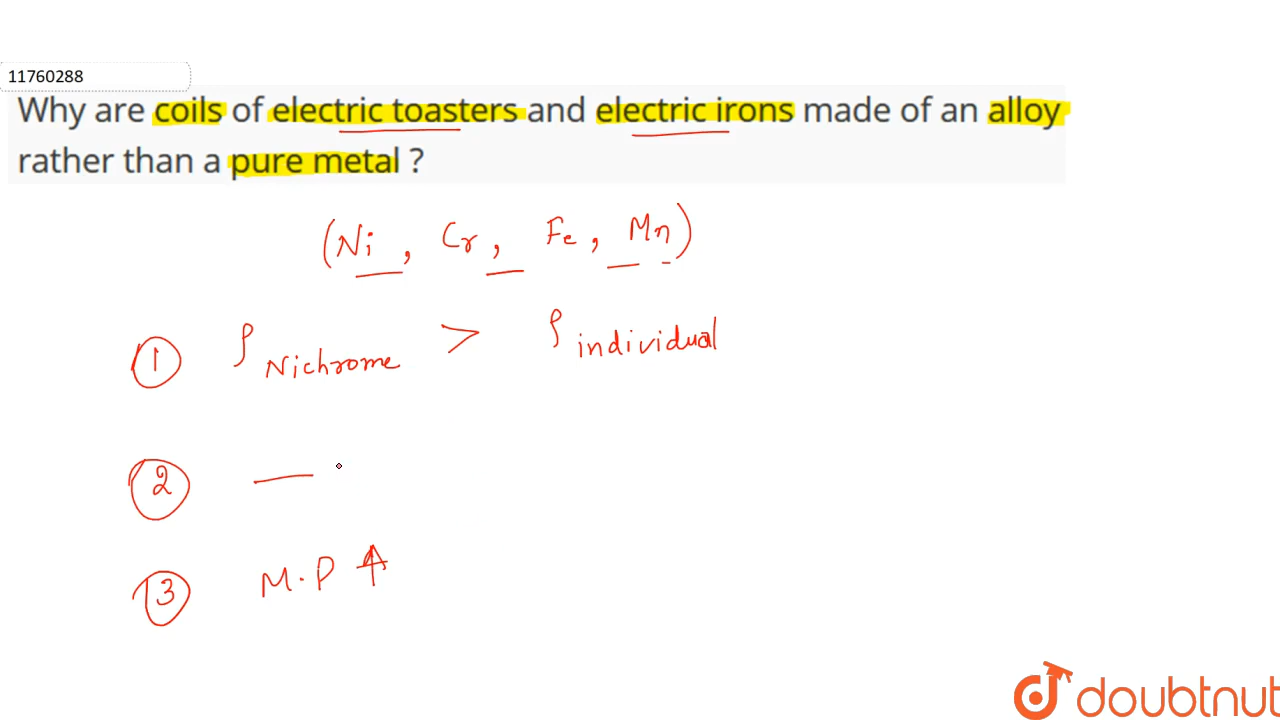 11760288
Why are coils of electric toasters and electric irons made of an alloy
rather than a pure metal ?
(Ni, Cr, Fe, Mn)
1 ρ Nichrome > ρ individual
2 —
3 M.P ↑
doubtnut